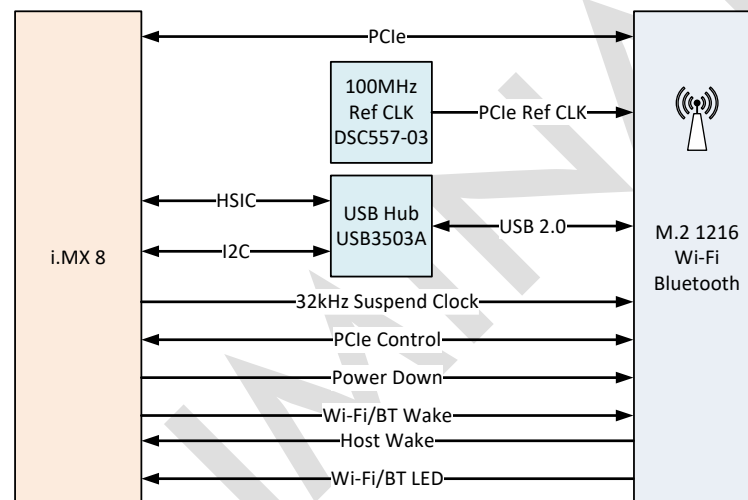 PCIe
100MHz
Ref CLK
DSC557-03
PCIe Ref CLK
HSIC
USB Hub
USB3503A
USB 2.0
I2C
i.MX 8
M.2 1216
Wi-Fi
Bluetooth
32kHz Suspend Clock
PCIe Control
Power Down
Wi-Fi/BT Wake
Host Wake
Wi-Fi/BT LED